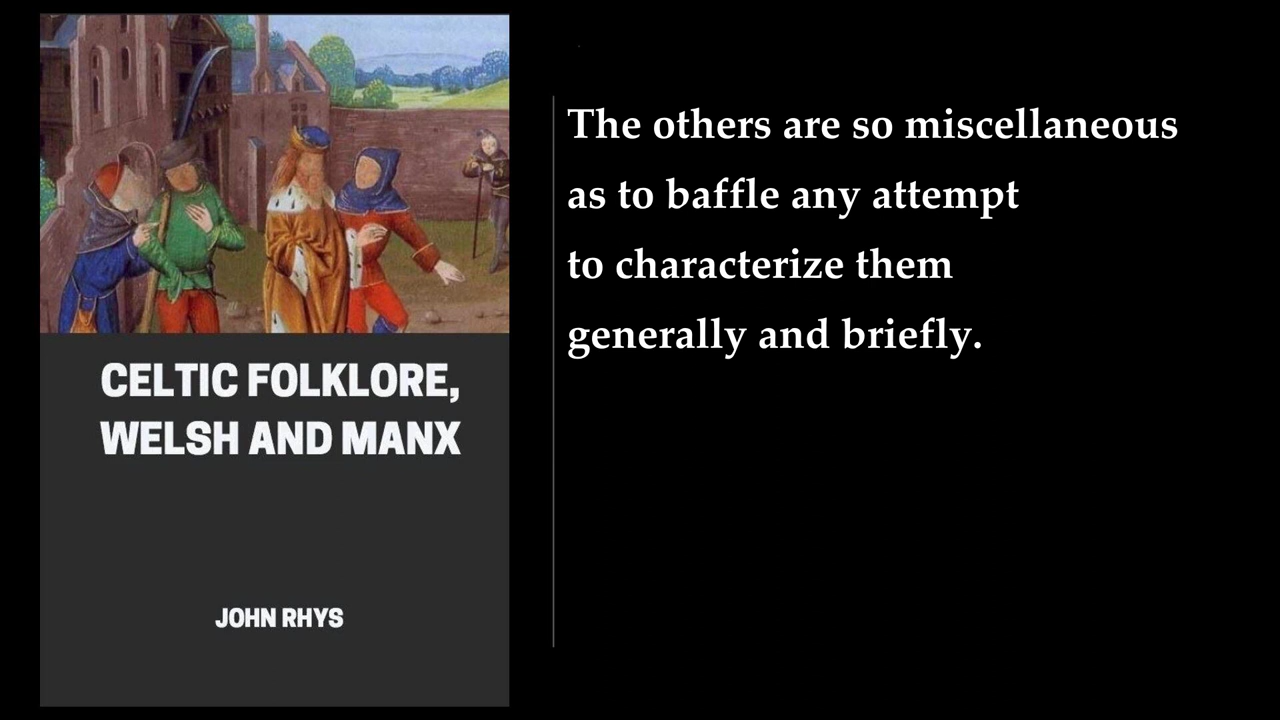 CELTIC FOLKLORE,
WELSH AND MANX
JOHN RHYS
The others are so miscellaneous
as to baffle any attempt
to characterize them
generally and briefly.